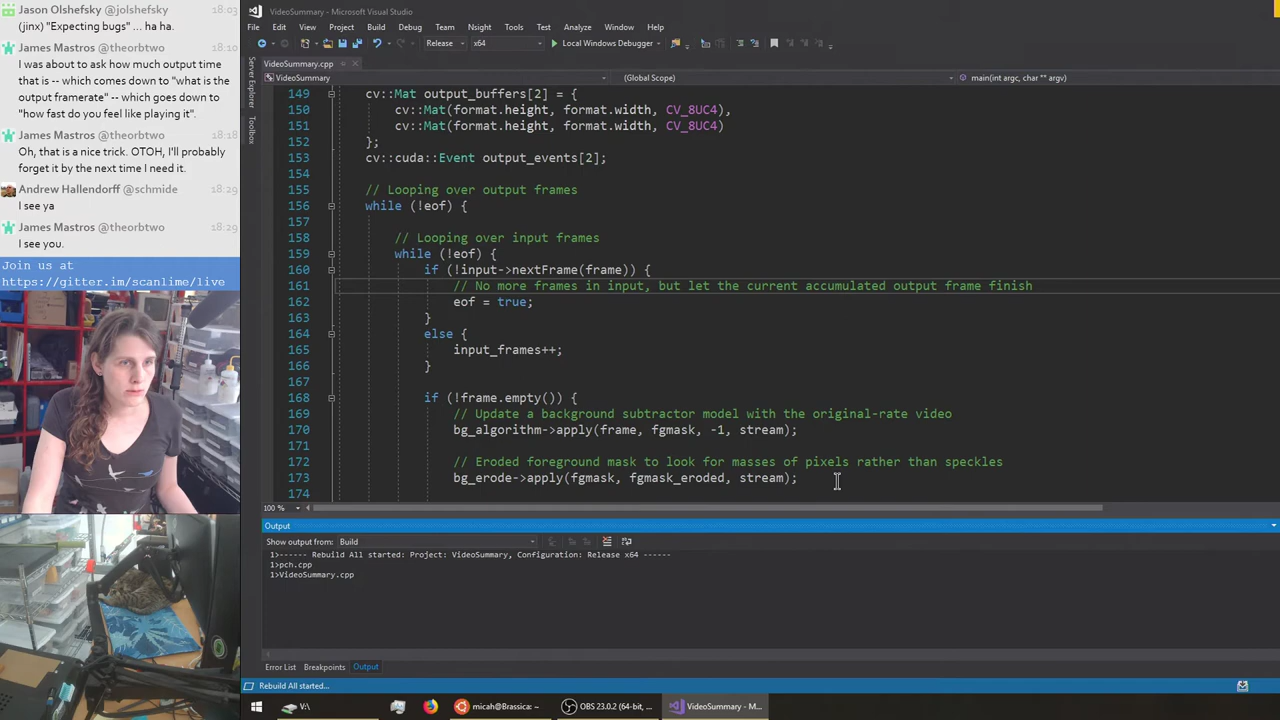 Jason Olshefsky @jolshefsky 18:03
(jinx) "Expecting bugs" ... ha ha.
James Mastros @theorbtwo 18:10
I was about to ask how much output time
that is -- which comes down to "what is the
output framerate" -- which goes down to
"how fast do you feel like playing it".
James Mastros @theorbtwo 18:18
Oh, that is a nice trick. OTOH, I'll probably
forget it by the next time I need it.
Andrew Hallendorff @schmide 18:29
I see ya
James Mastros @theorbtwo 18:29
I see you.
Join us at
https://gitter.im/scanlime/live
VideoSummary - Microsoft Visual Studio
File Edit View Project Build Debug Team Nsight Tools Test Analyze Window Help
Release x64 Local Windows Debugger
Server Explorer
Toolbox
VideoSummary.cpp
VideoSummary (Global Scope) main(int argc, char ** argv)
149 cv::Mat output_buffers[2] = {
150 cv::Mat(format.height, format.width, CV_8UC4),
151 cv::Mat(format.height, format.width, CV_8UC4)
152 };
153 cv::cuda::Event output_events[2];
154
155 // Looping over output frames
156 while (!eof) {
157
158 // Looping over input frames
159 while (!eof) {
160 if (!input->nextFrame(frame)) {
161 // No more frames in input, but let the current accumulated output frame finish
162 eof = true;
163 }
164 else {
165 input_frames++;
166 }
167
168 if (!frame.empty()) {
169 // Update a background subtractor model with the original-rate video
170 bg_algorithm->apply(frame, fgmask, -1, stream);
171
172 // Eroded foreground mask to look for masses of pixels rather than speckles
173 bg_erode->apply(fgmask, fgmask_eroded, stream);
174
100 %
Output
Show output from: Build
1>------ Rebuild All started: Project: VideoSummary, Configuration: Release x64 ------
1>pch.cpp
1>VideoSummary.cpp
Error List Breakpoints Output
Rebuild All started...
V:\ micah@Brassica: ~ OBS 23.0.2 (64-bit, ... VideoSummary - M...